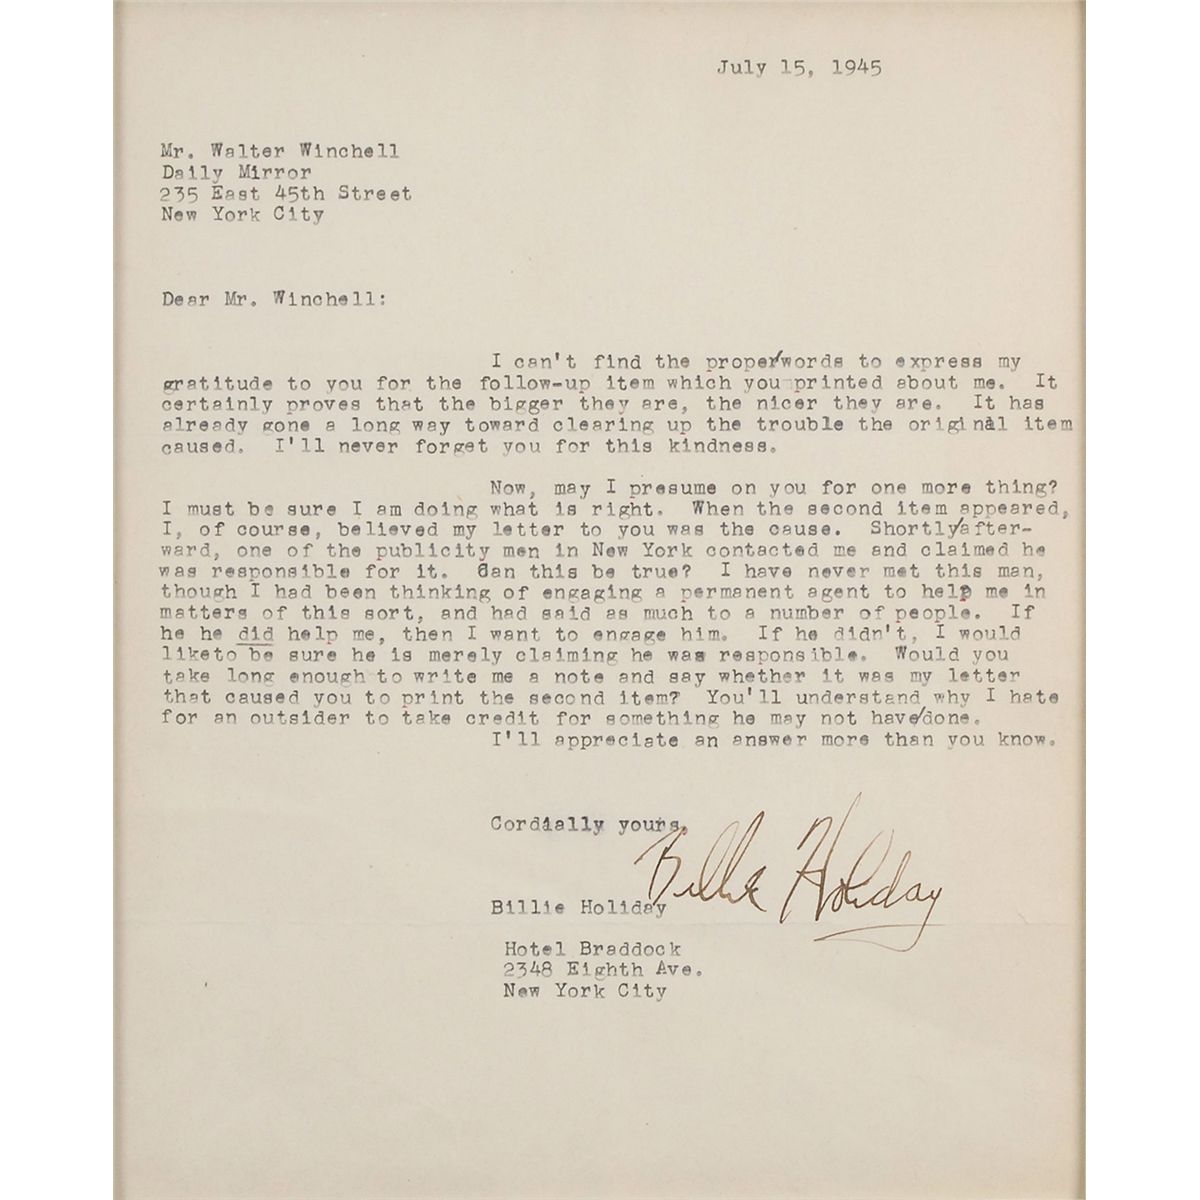 July 15, 1945
Mr. Walter Winchell
Daily Mirror
235 East 45th Street
New York City
Dear Mr. Winchell:
I can't find the proper/words to express my
gratitude to you for the follow-up item which you printed about me. It
certainly proves that the bigger they are, the nicer they are. It has
already gone a long way toward clearing up the trouble the original item
caused. I'll never forget you for this kindness.
Now, may I presume on you for one more thing?
I must be sure I am doing what is right. When the second item appeared,
I, of course, believed my letter to you was the cause. Shortly/after-
ward, one of the publicity men in New York contacted me and claimed he
was responsible for it. Can this be true? I have never met this man,
though I had been thinking of engaging a permanent agent to help me in
matters of this sort, and had said as much to a number of people. If
he he did help me, then I want to engage him. If he didn't, I would
liketo be sure he is merely claiming he was responsible. Would you
take long enough to write me a note and say whether it was my letter
that caused you to print the second item? You'll understand why I hate
for an outsider to take credit for something he may not have/done.
I'll appreciate an answer more than you know.
Cordially yours,
Billie Holiday
Billie Holiday
Hotel Braddock
2348 Eighth Ave.
New York City